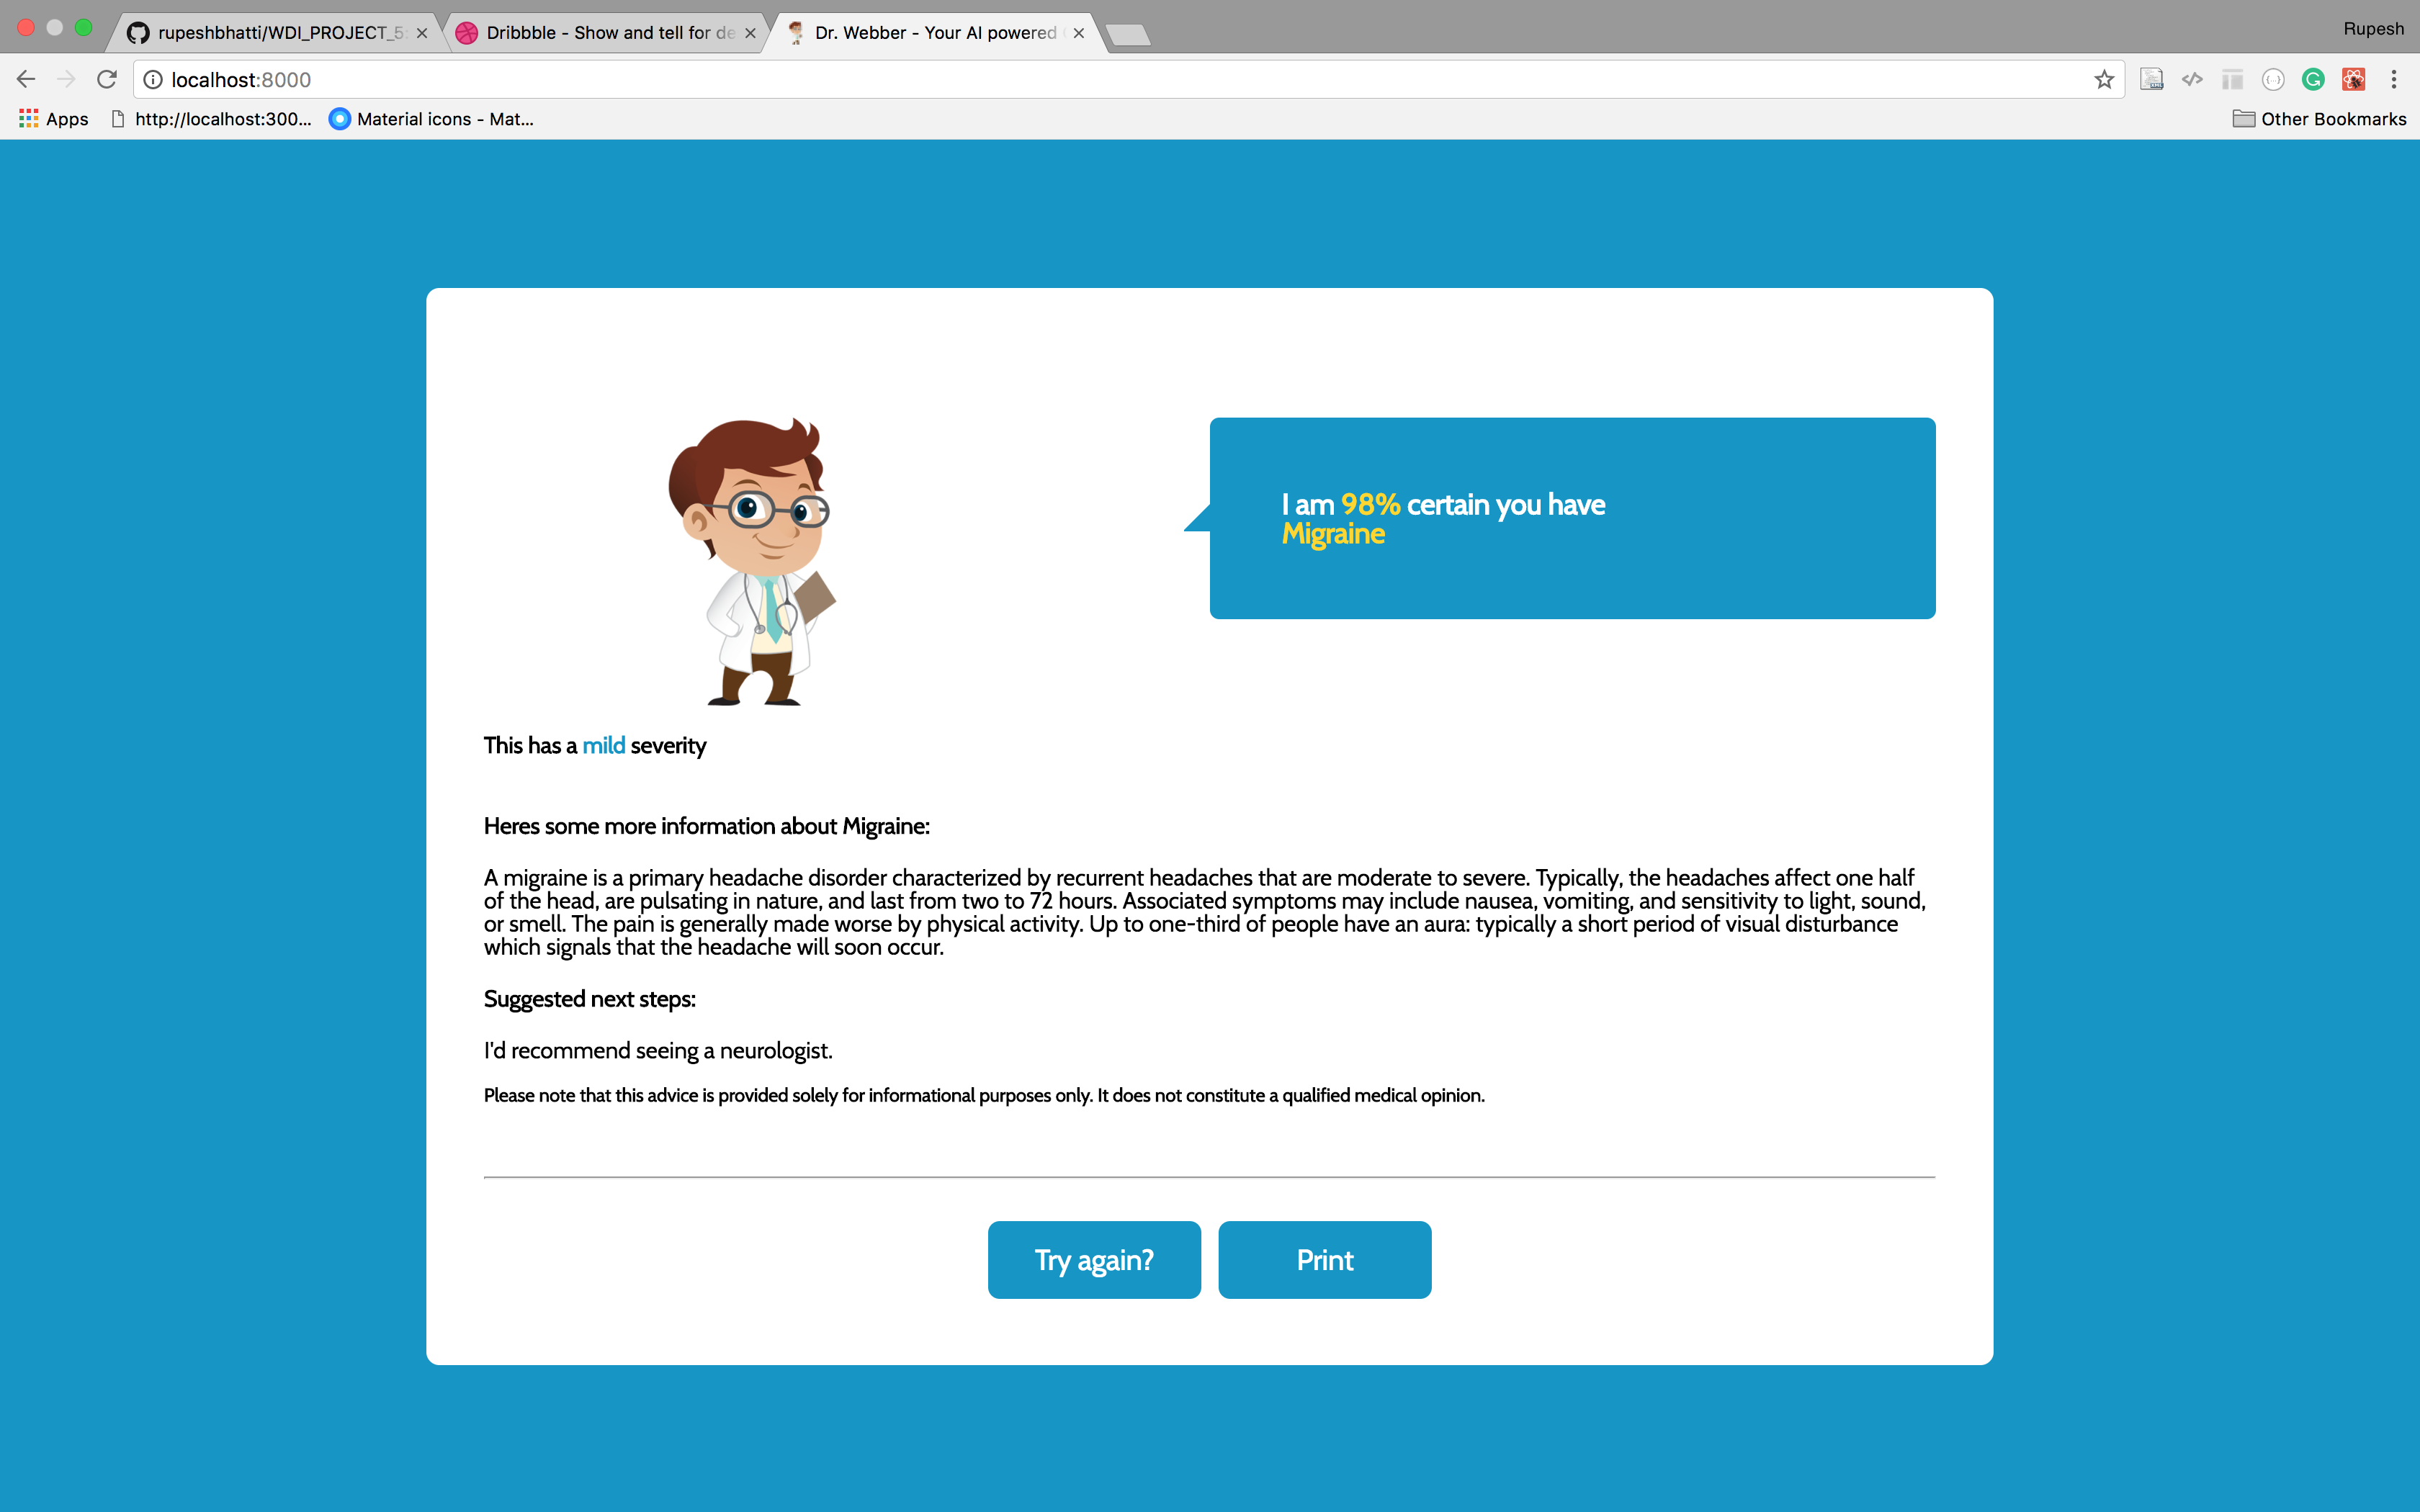 rupeshbhatti/WDI_PROJECT_5
Dribbble - Show and tell for de
Dr. Webber - Your AI powered
Rupesh
localhost:8000
Apps
http://localhost:300...
Material icons - Mat...
Other Bookmarks
I am 98% certain you have
Migraine
This has a mild severity
Heres some more information about Migraine:
A migraine is a primary headache disorder characterized by recurrent headaches that are moderate to severe. Typically, the headaches affect one half
of the head, are pulsating in nature, and last from two to 72 hours. Associated symptoms may include nausea, vomiting, and sensitivity to light, sound,
or smell. The pain is generally made worse by physical activity. Up to one-third of people have an aura: typically a short period of visual disturbance
which signals that the headache will soon occur.
Suggested next steps:
I'd recommend seeing a neurologist.
Please note that this advice is provided solely for informational purposes only. It does not constitute a qualified medical opinion.
Try again?
Print